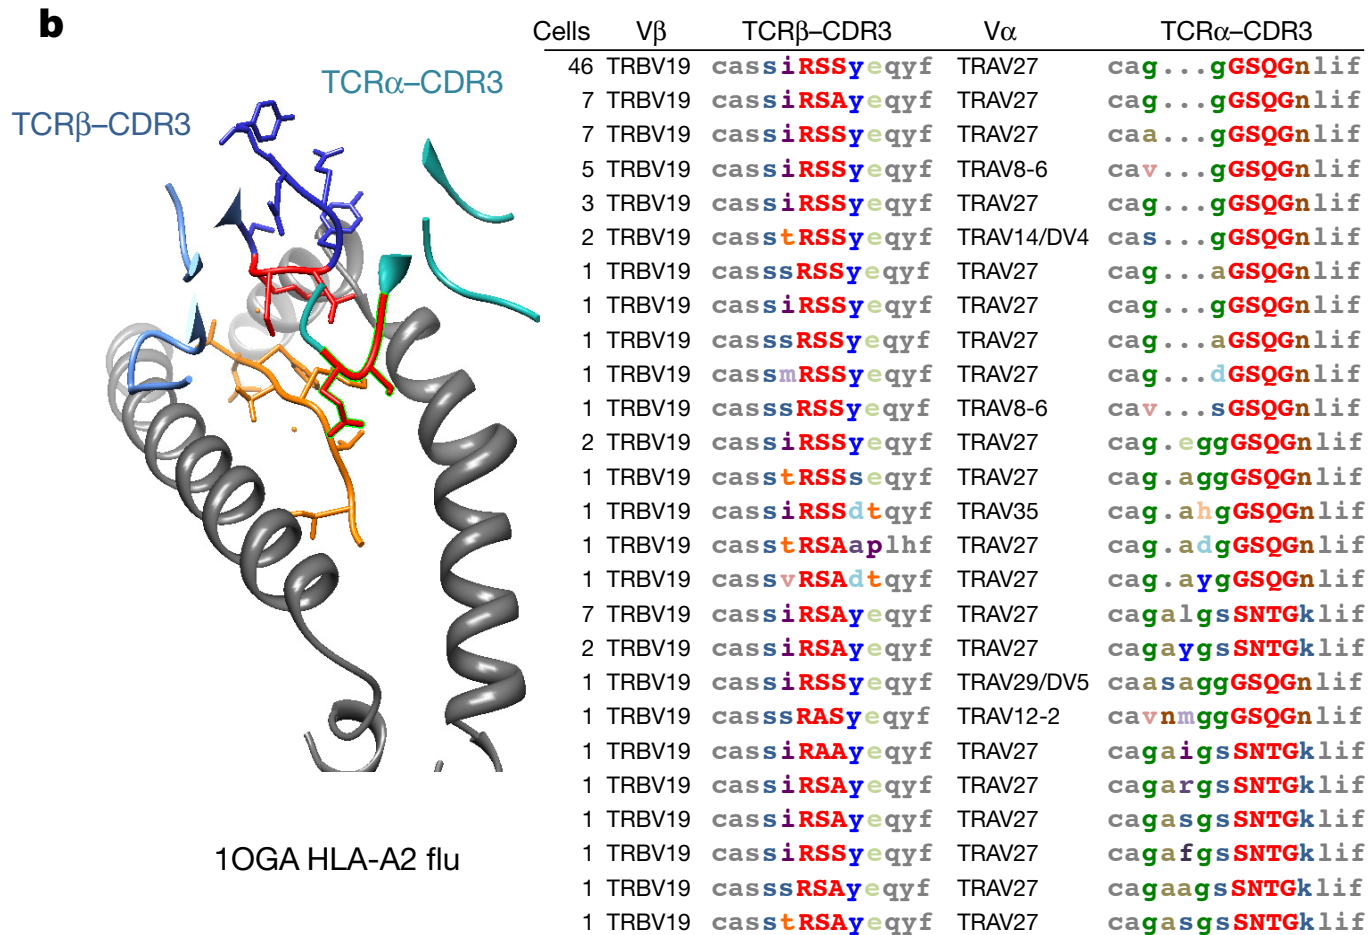 b
TCRα–CDR3
TCRβ–CDR3
1OGA HLA-A2 flu
Cells Vβ TCRβ–CDR3 Vα TCRα–CDR3
46 TRBV19 cassiRSSyeqyf TRAV27 cag...gGSQGnlif
7 TRBV19 cassiRSAyeqyf TRAV27 cag...gGSQGnlif
7 TRBV19 cassiRSSyeqyf TRAV27 caa...gGSQGnlif
5 TRBV19 cassiRSSyeqyf TRAV8-6 cav...gGSQGnlif
3 TRBV19 cassiRSSyeqyf TRAV27 cag...gGSQGnlif
2 TRBV19 casstRSSyeqyf TRAV14/DV4 cas...gGSQGnlif
1 TRBV19 casssRSSyeqyf TRAV27 cag...aGSQGnlif
1 TRBV19 cassiRSSyeqyf TRAV27 cag...gGSQGnlif
1 TRBV19 casssRSSyeqyf TRAV27 cag...aGSQGnlif
1 TRBV19 cassmRSSyeqyf TRAV27 cag...dGSQGnlif
1 TRBV19 casssRSSyeqyf TRAV8-6 cav...sGSQGnlif
2 TRBV19 cassiRSSyeqyf TRAV27 cag.eggGSQGnlif
1 TRBV19 casstRSSseqyf TRAV27 cag.aggGSQGnlif
1 TRBV19 cassiRSSdtqyf TRAV35 cag.ahgGSQGnlif
1 TRBV19 casstRSAaplhf TRAV27 cag.adgGSQGnlif
1 TRBV19 cassvRSAdtqyf TRAV27 cag.aygGSQGnlif
7 TRBV19 cassiRSAyeqyf TRAV27 cagalgsSNTGklif
2 TRBV19 cassiRSAyeqyf TRAV27 cagaygsSNTGklif
1 TRBV19 cassiRSSyeqyf TRAV29/DV5 caasaggGSQGnlif
1 TRBV19 casssRASyeqyf TRAV12-2 cavnmggGSQGnlif
1 TRBV19 cassiRAAyeqyf TRAV27 cagaigsSNTGklif
1 TRBV19 cassiRSAyeqyf TRAV27 cagargsSNTGklif
1 TRBV19 cassiRSAyeqyf TRAV27 cagasgsSNTGklif
1 TRBV19 cassiRSSyeqyf TRAV27 cagafgsSNTGklif
1 TRBV19 casssRSAyeqyf TRAV27 cagaagsSNTGklif
1 TRBV19 casstRSAyeqyf TRAV27 cagasgsSNTGklif